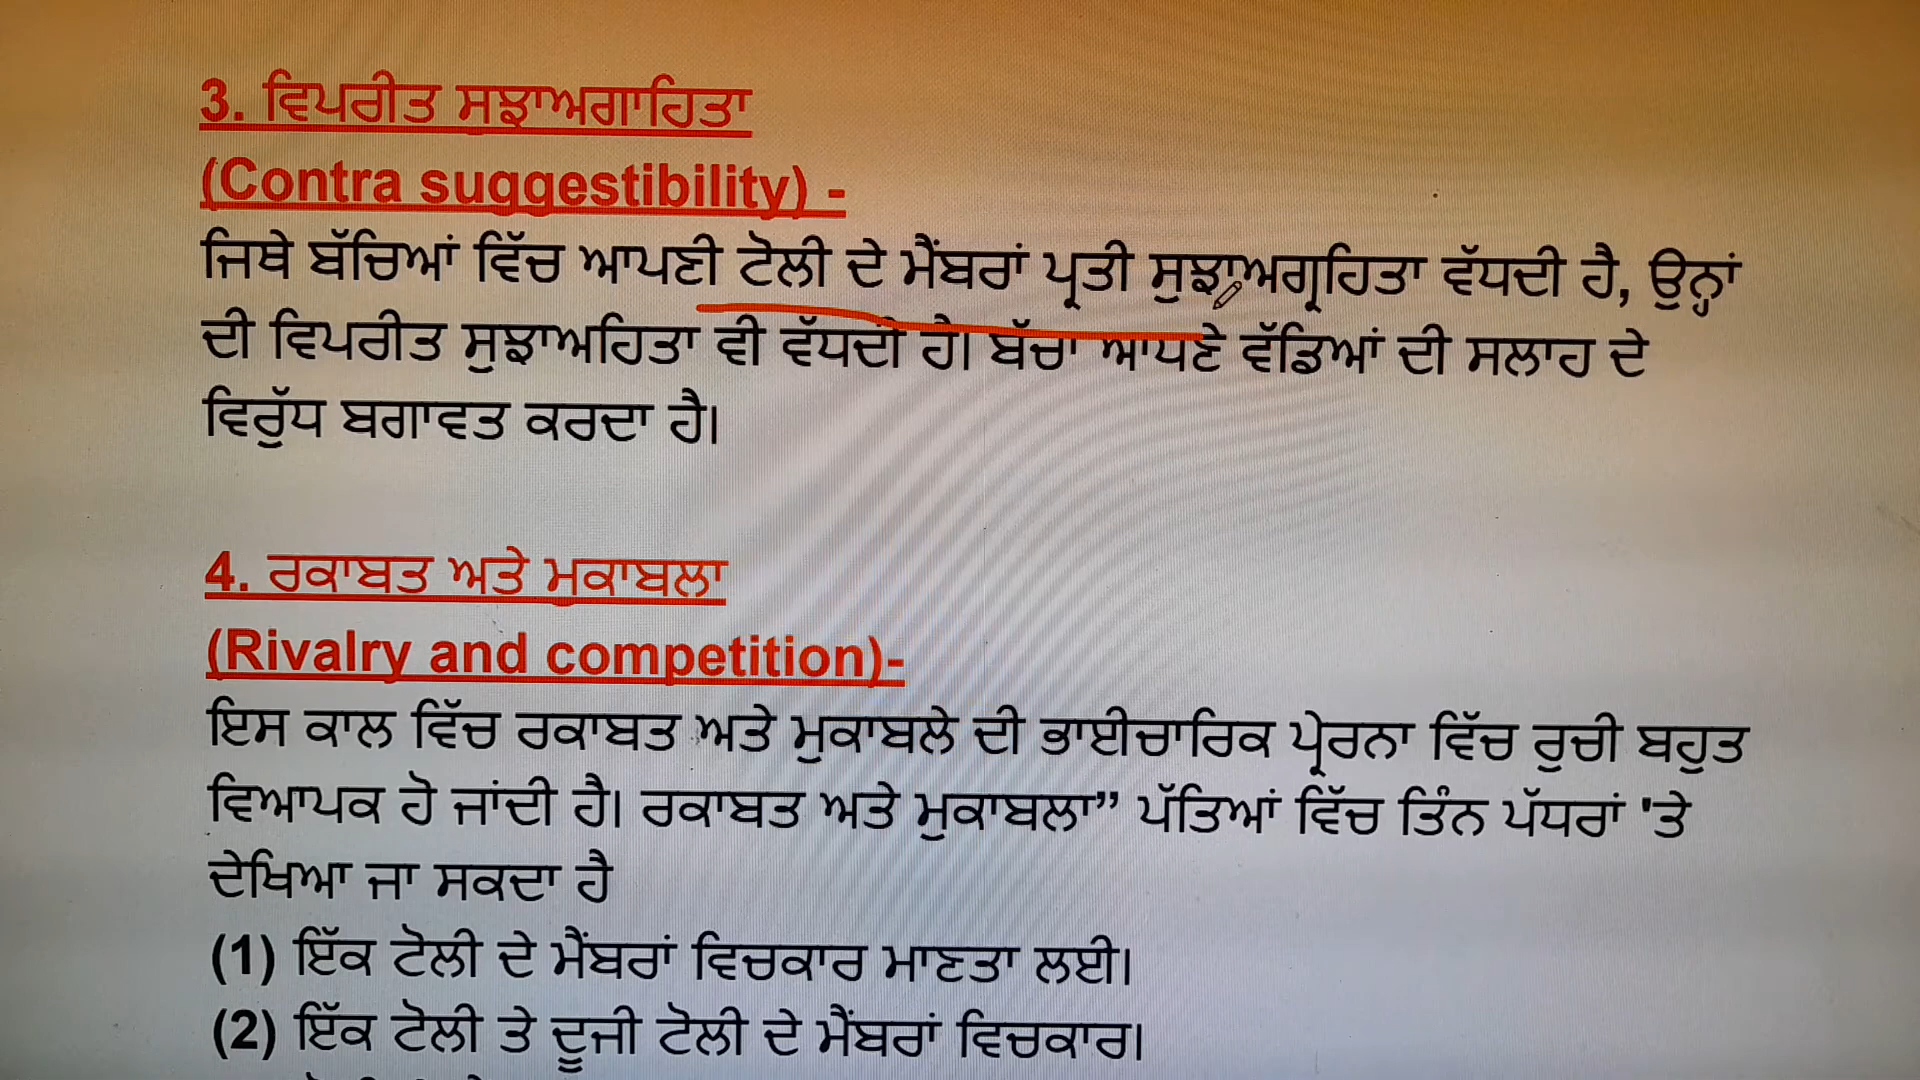 3. ਵਿਪਰੀਤ ਸਝਾਅਗਾਹਿਤਾ
(Contra suggestibility) -
ਜਿਥੇ ਬੱਚਿਆਂ ਵਿੱਚ ਆਪਣੀ ਟੋਲੀ ਦੇ ਮੈਂਬਰਾਂ ਪ੍ਰਤੀ ਸੁਝਾਅਗ੍ਰਹਿਤਾ ਵੱਧਦੀ ਹੈ, ਉਨ੍ਹਾਂ
ਦੀ ਵਿਪਰੀਤ ਸੁਝਾਅਹਿਤਾ ਵੀ ਵੱਧਦੀ ਹੈ। ਬੱਚਾ ਆਪਣੇ ਵੱਡਿਆਂ ਦੀ ਸਲਾਹ ਦੇ
ਵਿਰੁੱਧ ਬਗਾਵਤ ਕਰਦਾ ਹੈ।
4. ਰਕਾਬਤ ਅਤੇ ਮਕਾਬਲਾ
(Rivalry and competition)-
ਇਸ ਕਾਲ ਵਿੱਚ ਰਕਾਬਤ ਅਤੇ ਮੁਕਾਬਲੇ ਦੀ ਭਾਈਚਾਰਿਕ ਪ੍ਰੇਰਨਾ ਵਿੱਚ ਰੁਚੀ ਬਹੁਤ
ਵਿਆਪਕ ਹੋ ਜਾਂਦੀ ਹੈ। ਰਕਾਬਤ ਅਤੇ ਮੁਕਾਬਲਾ” ਪੱਤਿਆਂ ਵਿੱਚ ਤਿੰਨ ਪੱਧਰਾਂ 'ਤੇ
ਦੇਖਿਆ ਜਾ ਸਕਦਾ ਹੈ
(1) ਇੱਕ ਟੋਲੀ ਦੇ ਮੈਂਬਰਾਂ ਵਿਚਕਾਰ ਮਾਣਤਾ ਲਈ।
(2) ਇੱਕ ਟੋਲੀ ਤੇ ਦੂਜੀ ਟੋਲੀ ਦੇ ਮੈਂਬਰਾਂ ਵਿਚਕਾਰ।